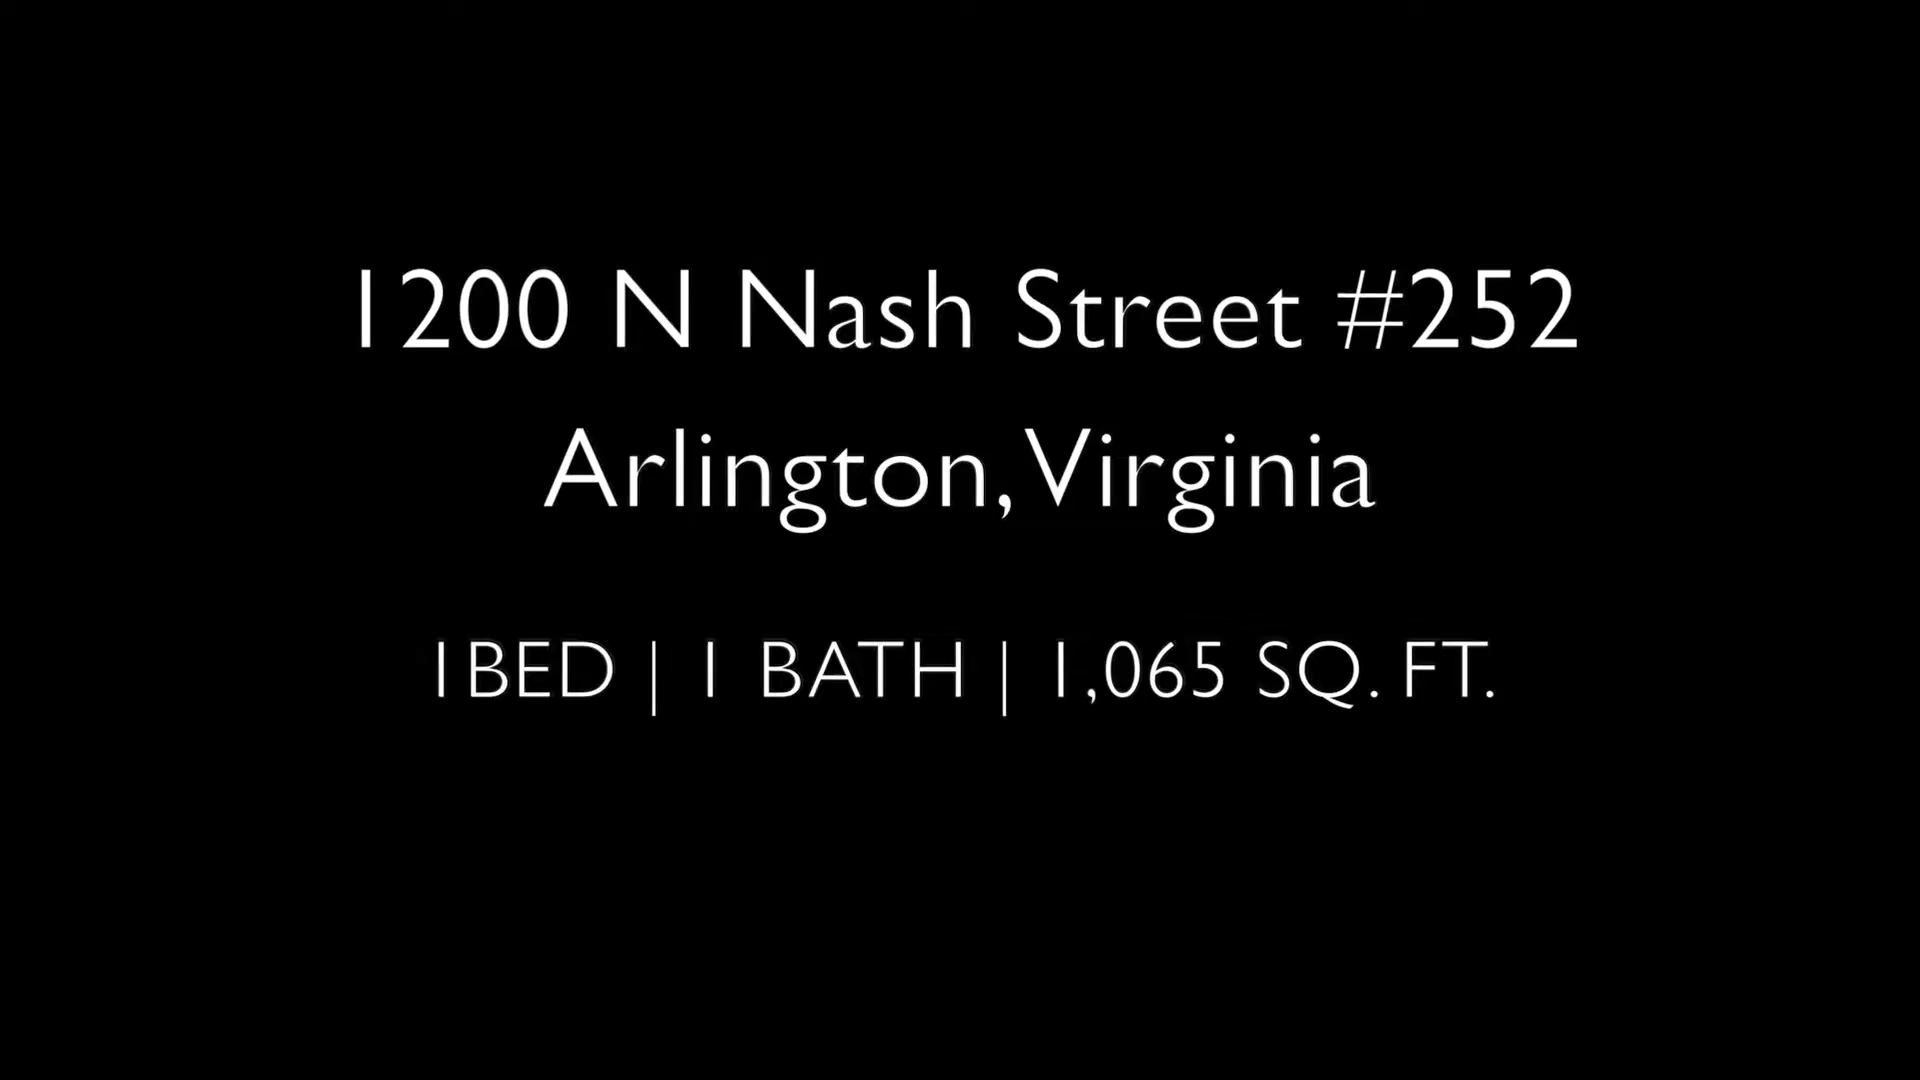 1200 N Nash Street #252
Arlington, Virginia
1BED | 1 BATH | 1,065 SQ. FT.